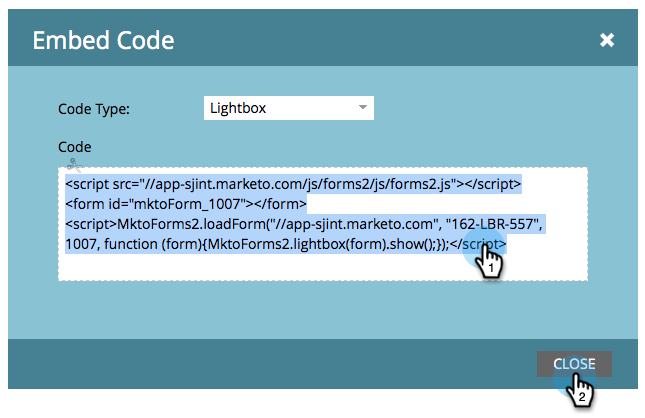 Embed Code
Code Type: Lightbox
Code
<script src="//app-sjint.marketo.com/js/forms2/js/forms2.js"></script>
<form id="mktoForm_1007"></form>
<script>MktoForms2.loadForm("//app-sjint.marketo.com", "162-LBR-557",
1007, function (form){MktoForms2.lightbox(form).show();});</script>
1
CLOSE
2